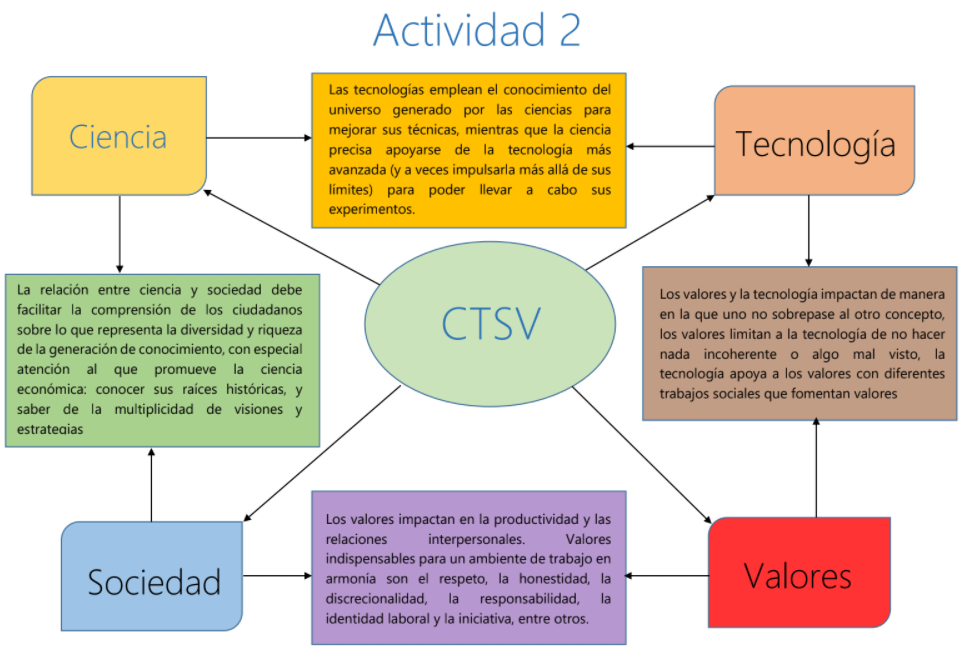 Actividad 2
Ciencia
Las tecnologías emplean el conocimiento del
universo generado por las ciencias para
mejorar sus técnicas, mientras que la ciencia
precisa apoyarse de la tecnología más
avanzada (y a veces impulsarla más allá de sus
límites) para poder llevar a cabo sus
experimentos.
Tecnología
La relación entre ciencia y sociedad debe
facilitar la comprensión de los ciudadanos
sobre lo que representa la diversidad y riqueza
de la generación de conocimiento, con especial
atención al que promueve la ciencia
económica: conocer sus raíces históricas, y
saber de la multiplicidad de visiones y
estrategias
CTSV
Los valores y la tecnología impactan de manera
en la que uno no sobrepase al otro concepto,
los valores limitan a la tecnología de no hacer
nada incoherente o algo mal visto, la
tecnología apoya a los valores con diferentes
trabajos sociales que fomentan valores
Sociedad
Los valores impactan en la productividad y las
relaciones interpersonales. Valores
indispensables para un ambiente de trabajo en
armonía son el respeto, la honestidad, la
discrecionalidad, la responsabilidad, la
identidad laboral y la iniciativa, entre otros.
Valores